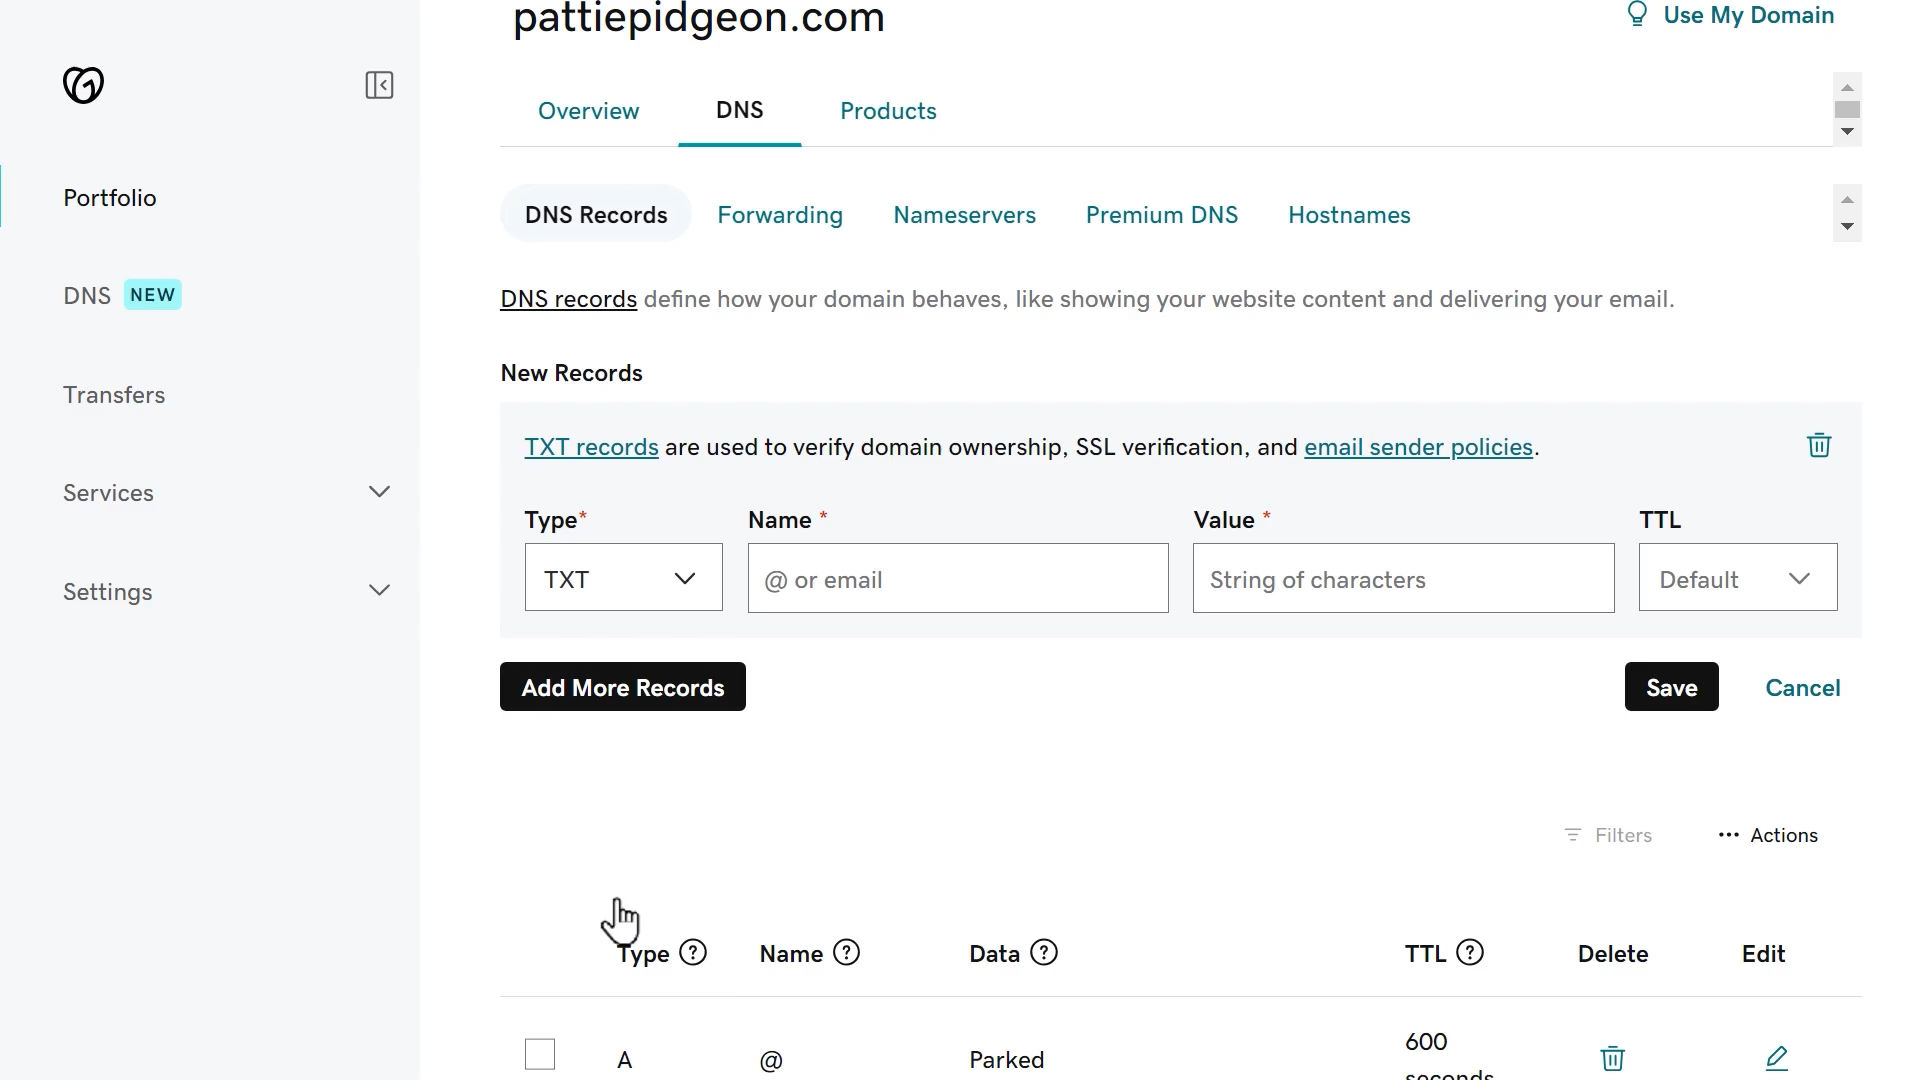 pattiepidgeon.com
Use My Domain
Overview
DNS
Products
Portfolio
DNS Records
Forwarding
Nameservers
Premium DNS
Hostnames
DNS NEW
DNS records define how your domain behaves, like showing your website content and delivering your email.
New Records
Transfers
TXT records are used to verify domain ownership, SSL verification, and email sender policies.
Services
Type*
Name *
Value *
TTL
TXT
@ or email
String of characters
Default
Settings
Add More Records
Save
Cancel
Filters
Actions
Type
Name
Data
TTL
Delete
Edit
A
@
Parked
600
seconds